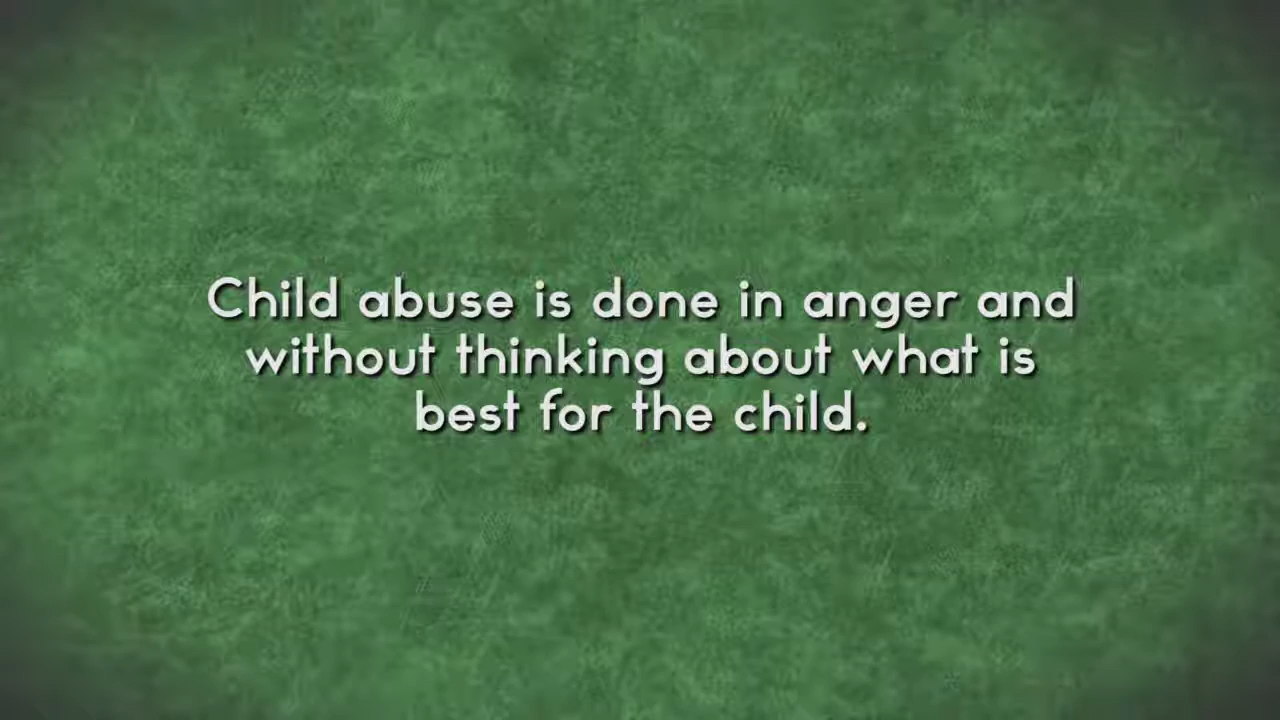 Child abuse is done in anger and
without thinking about what is
best for the child.